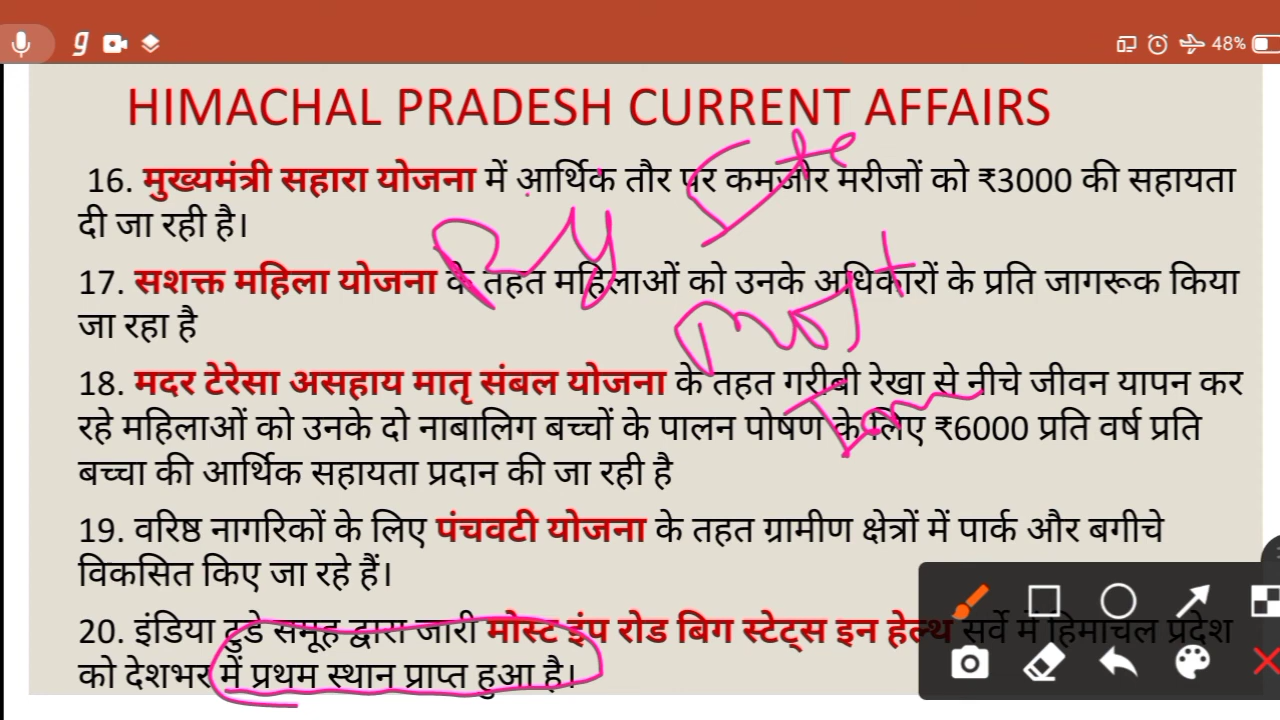 g 48%
HIMACHAL PRADESH CURRENT AFFAIRS
16. मुख्यमंत्री सहारा योजना में आर्थिक तौर पर कमजोर मरीजों को ₹3000 की सहायता
दी जा रही है।
17. सशक्त महिला योजना के तहत महिलाओं को उनके अधिकारों के प्रति जागरूक किया
जा रहा है
18. मदर टेरेसा असहाय मातृ संबल योजना के तहत गरीबी रेखा से नीचे जीवन यापन कर
रहे महिलाओं को उनके दो नाबालिग बच्चों के पालन पोषण के लिए ₹6000 प्रति वर्ष प्रति
बच्चा की आर्थिक सहायता प्रदान की जा रही है
19. वरिष्ठ नागरिकों के लिए पंचवटी योजना के तहत ग्रामीण क्षेत्रों में पार्क और बगीचे
विकसित किए जा रहे हैं।
20. इंडिया टुडे समूह द्वारा जारी मोस्ट इंप रोड बिग स्टेट्स इन हेल्थ सर्वे में हिमाचल प्रदेश
को देशभर में प्रथम स्थान प्राप्त हुआ है।